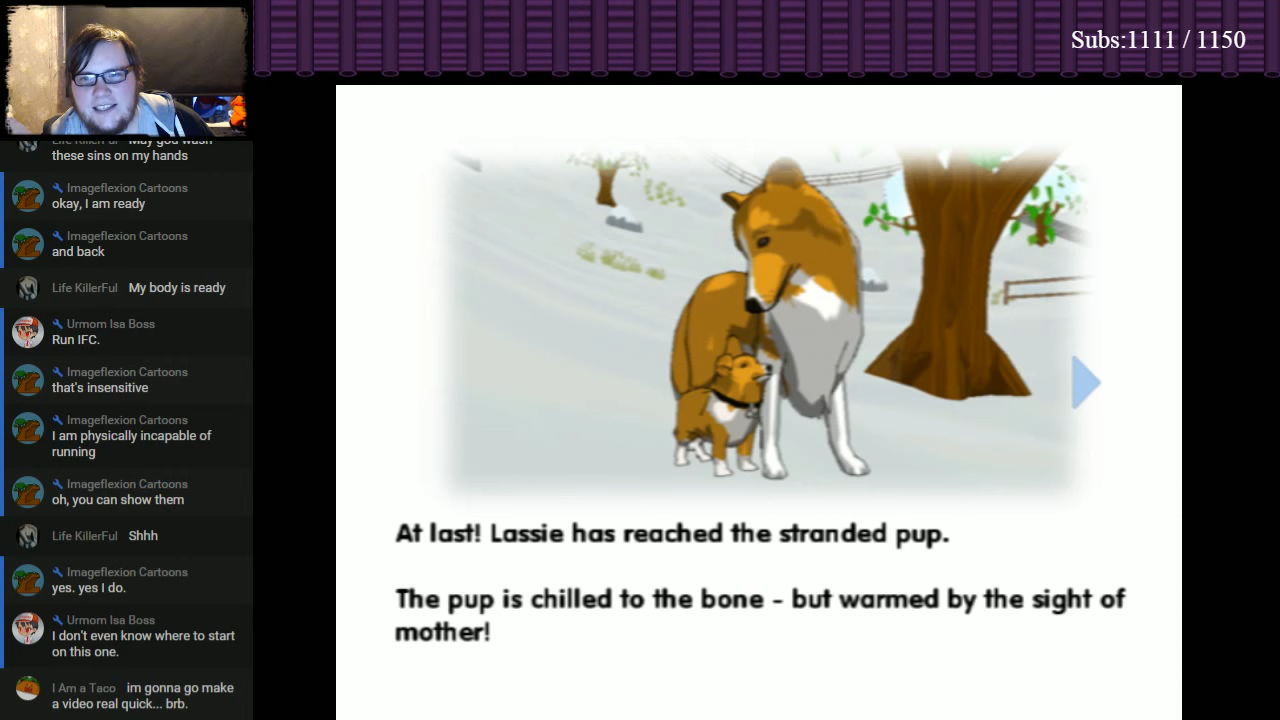 Subs:1111 / 1150
Life KillerFul May god wash
these sins on my hands
Imageflexion Cartoons
okay, I am ready
Imageflexion Cartoons
and back
Life KillerFul My body is ready
Urmom Isa Boss
Run IFC.
Imageflexion Cartoons
that's insensitive
Imageflexion Cartoons
I am physically incapable of
running
Imageflexion Cartoons
oh, you can show them
Life KillerFul Shhh
Imageflexion Cartoons
yes. yes I do.
Urmom Isa Boss
I don't even know where to start
on this one.
I Am a Taco im gonna go make
a video real quick... brb.
At last! Lassie has reached the stranded pup.
The pup is chilled to the bone - but warmed by the sight of
mother!